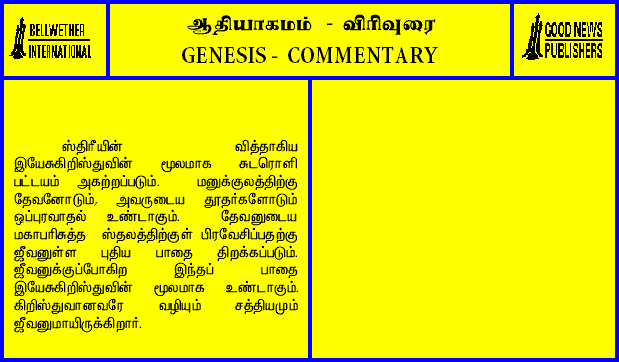 BELLWETHER
INTERNATIONAL
ஆதியாகமம் - விரிவுரை
GENESIS - COMMENTARY
GOOD NEWS
PUBLISHERS
ஸ்திரீயின் வித்தாகிய
இயேசுகிறிஸ்துவின் மூலமாக சுடரொளி
பட்டயம் அகற்றப்படும். மனுக்குலத்திற்கு
தேவனோடும், அவருடைய தூதர்களோடும்
ஒப்புரவாதல் உண்டாகும். தேவனுடைய
மகாபரிசுத்த ஸ்தலத்திற்குள் பிரவேசிப்பதற்கு
ஜீவனுள்ள புதிய பாதை திறக்கப்படும்.
ஜீவனுக்குப்போகிற இந்தப் பாதை
இயேசுகிறிஸ்துவின் மூலமாக உண்டாகும்.
கிறிஸ்துவானவரே வழியும் சத்தியமும்
ஜீவனுமாயிருக்கிறார்.